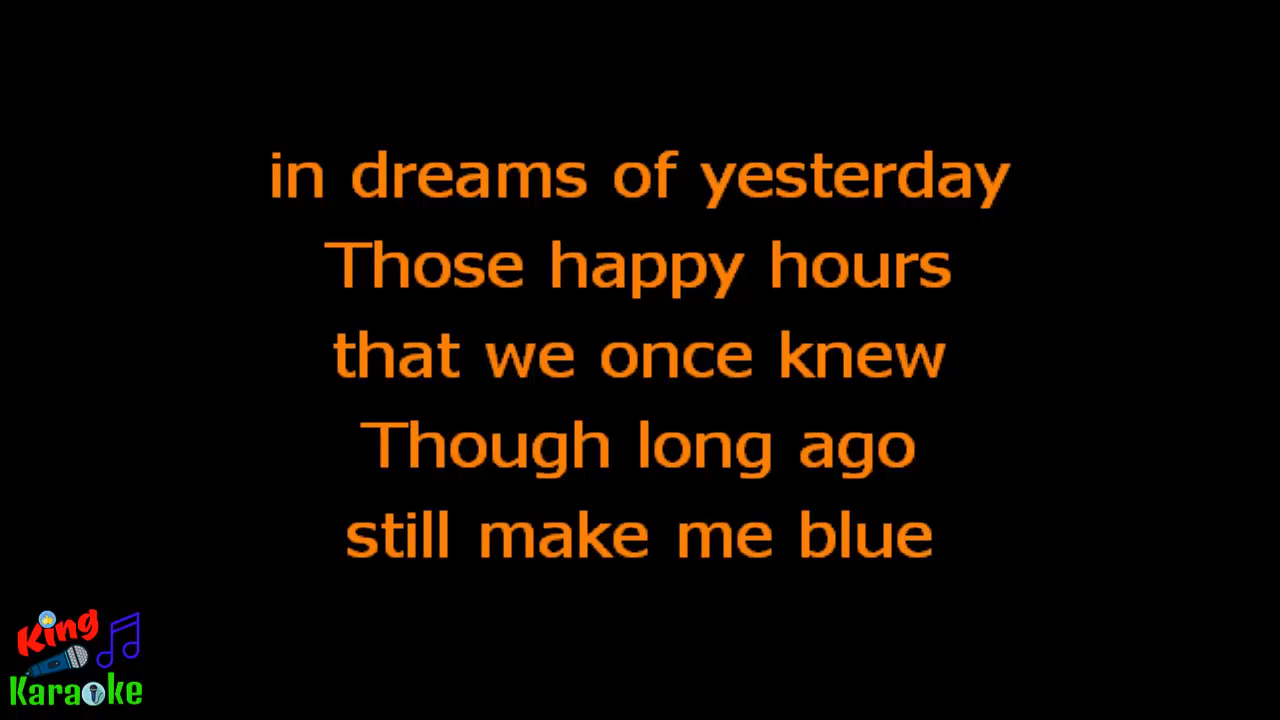 in dreams of yesterday
Those happy hours
that we once knew
Though long ago
still make me blue
King
Karaoke